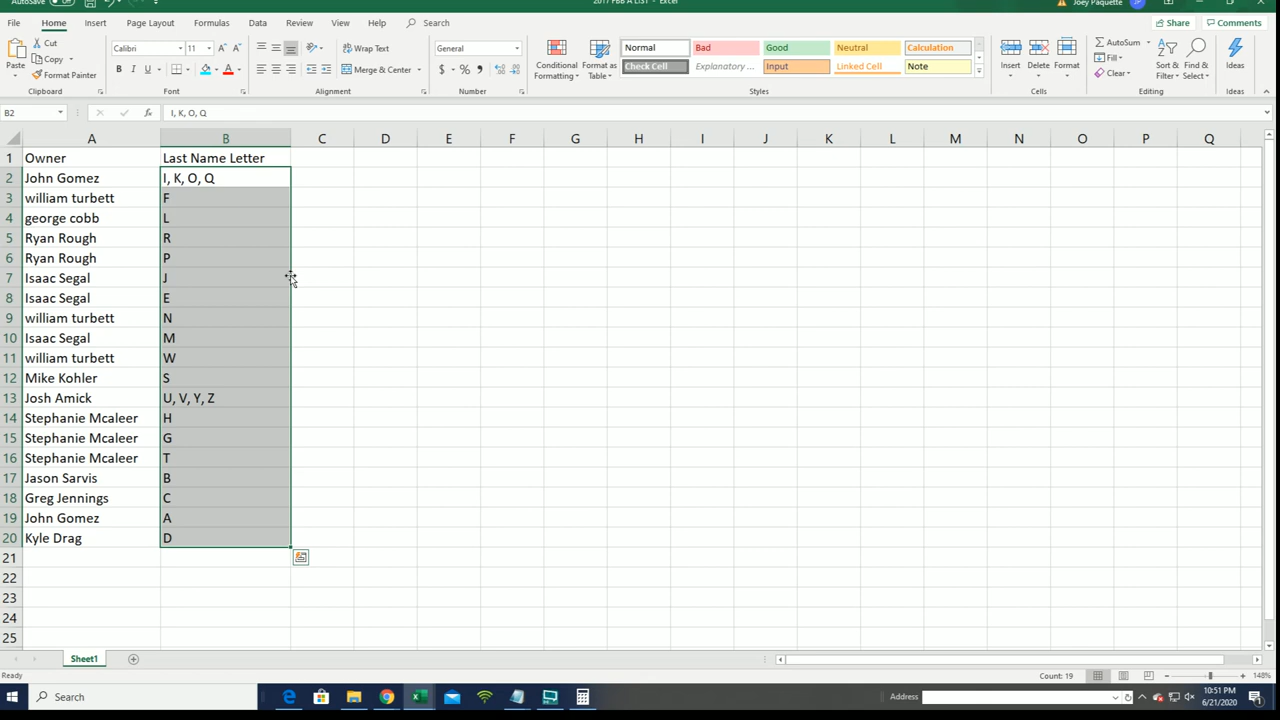 AutoSave
2017 FBB A LIST - Excel
Joey Paquette
JP
File Home Insert Page Layout Formulas Data Review View Help Search Share Comments
Paste Cut Copy Format Painter Clipboard
Calibri 11 B I U Font
Wrap Text Merge & Center Alignment
General $ % , Number
Conditional Formatting Format as Table
Normal Bad Good Neutral Calculation
Check Cell Explanatory ... Input Linked Cell Note
Styles
Insert Delete Format Cells
AutoSum Fill Clear Sort & Filter Find & Select Editing
Ideas Ideas
B2 fx I, K, O, Q
A B C D E F G H I J K L M N O P Q
1 Owner Last Name Letter
2 John Gomez I, K, O, Q
3 william turbett F
4 george cobb L
5 Ryan Rough R
6 Ryan Rough P
7 Isaac Segal J
8 Isaac Segal E
9 william turbett N
10 Isaac Segal M
11 william turbett W
12 Mike Kohler S
13 Josh Amick U, V, Y, Z
14 Stephanie Mcaleer H
15 Stephanie Mcaleer G
16 Stephanie Mcaleer T
17 Jason Sarvis B
18 Greg Jennings C
19 John Gomez A
20 Kyle Drag D
21
22
23
24
25
Sheet1
Ready Count: 19 148%
Search Address 10:51 PM
6/21/2020